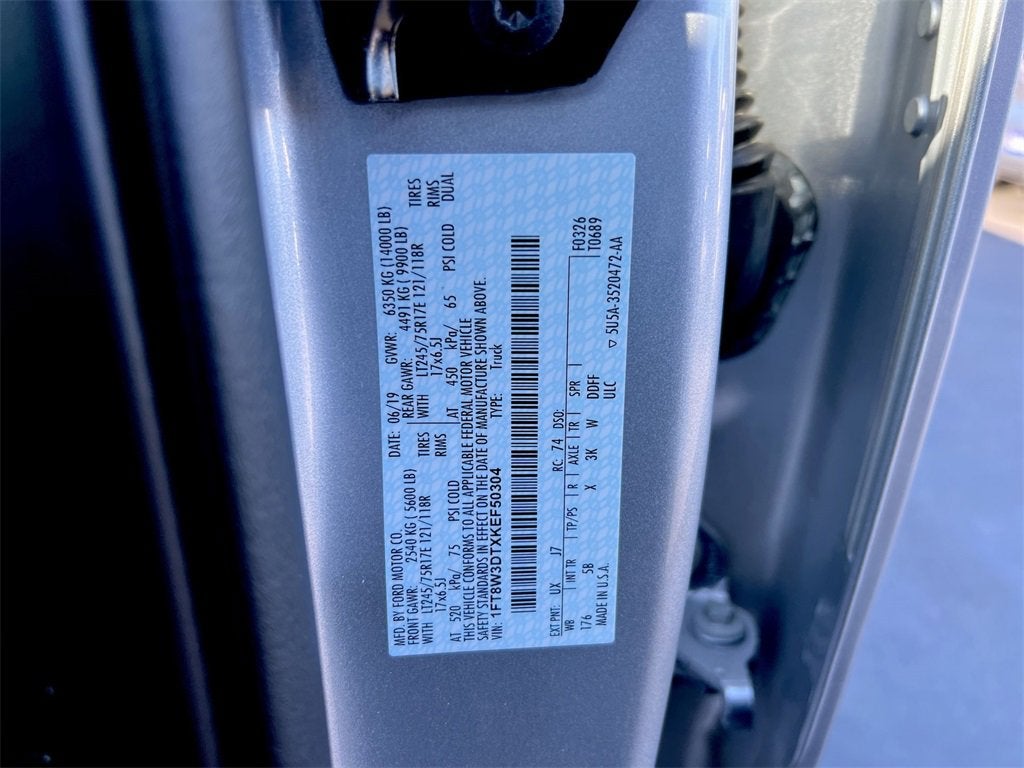 MFD. BY FORD MOTOR CO. DATE: 06/19 GVWR: 6350 KG (14000 LB)
FRONT GAWR: 2540 KG ( 5600 LB) REAR GAWR: 4491 KG ( 9900 LB)
WITH LT245/75R17E 121/118R TIRES WITH LT245/75R17E 121/118R TIRES
17x6.5J RIMS 17x6.5J RIMS
AT 520 kPa/ 75 PSI COLD AT 450 kPa/ 65 PSI COLD DUAL
THIS VEHICLE CONFORMS TO ALL APPLICABLE FEDERAL MOTOR VEHICLE
SAFETY STANDARDS IN EFFECT ON THE DATE OF MANUFACTURE SHOWN ABOVE.
VIN: 1FT8W3DTXKEF50304 TYPE: Truck
EXT PNT: UX J7 RC: 74 DSO: F0326
WB INT TR TP/PS R AXLE TR SPR T0689
176 5B X 3K W DDFF
MADE IN U.S.A. ULC ▽ 5U5A-3520472-AA